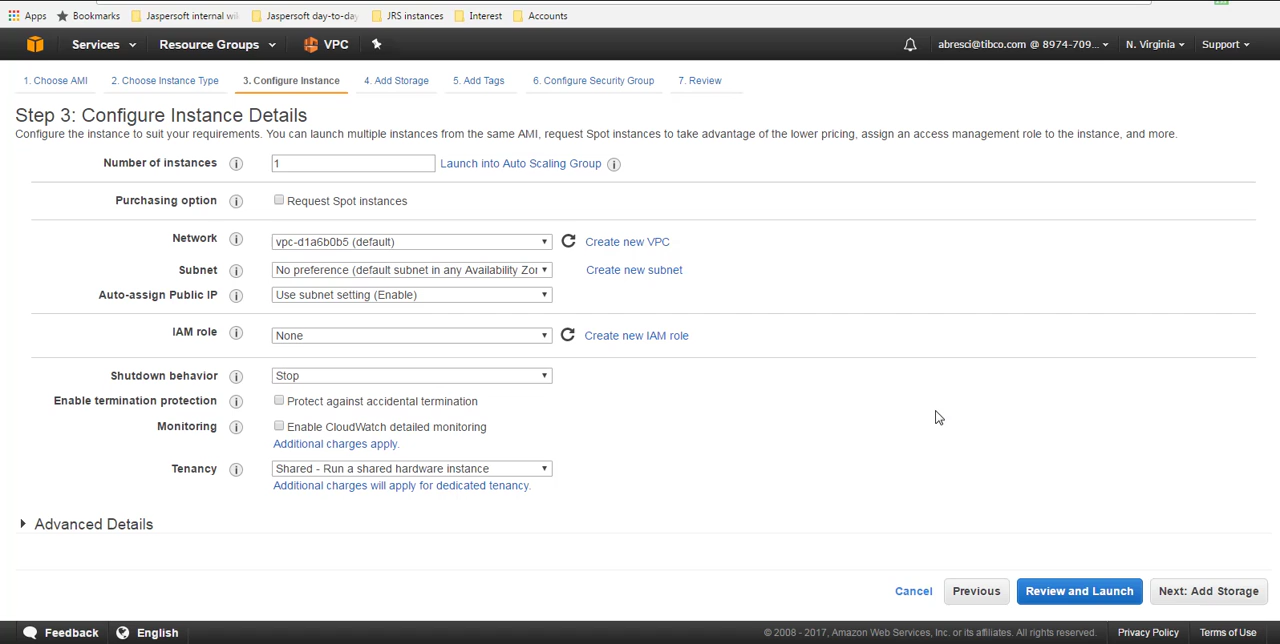 Apps Bookmarks Jaspersoft internal wi Jaspersoft day-to-day JRS instances Interest Accounts
Services Resource Groups VPC abresci@tibco.com @ 8974-709... N. Virginia Support
1. Choose AMI 2. Choose Instance Type 3. Configure Instance 4. Add Storage 5. Add Tags 6. Configure Security Group 7. Review
Step 3: Configure Instance Details
Configure the instance to suit your requirements. You can launch multiple instances from the same AMI, request Spot instances to take advantage of the lower pricing, assign an access management role to the instance, and more.
Number of instances 1 Launch into Auto Scaling Group
Purchasing option Request Spot instances
Network vpc-d1a6b0b5 (default) Create new VPC
Subnet No preference (default subnet in any Availability Zor Create new subnet
Auto-assign Public IP Use subnet setting (Enable)
IAM role None Create new IAM role
Shutdown behavior Stop
Enable termination protection Protect against accidental termination
Monitoring Enable CloudWatch detailed monitoring
Additional charges apply.
Tenancy Shared - Run a shared hardware instance
Additional charges will apply for dedicated tenancy.
Advanced Details
Cancel Previous Review and Launch Next: Add Storage
Feedback English © 2008 - 2017, Amazon Web Services, Inc. or its affiliates. All rights reserved. Privacy Policy Terms of Use